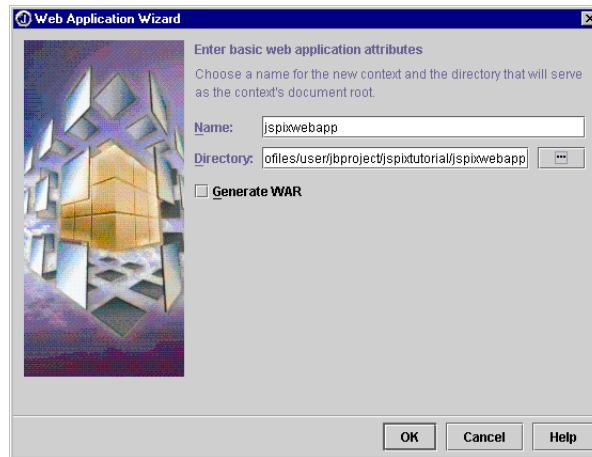 Web Application Wizard
Enter basic web application attributes
Choose a name for the new context and the directory that will serve
as the context's document root.
Name: jspixwebapp
Directory: ofiles/user/jbproject/jspixtutorial/jspixwebapp ...
Generate WAR
OK Cancel Help